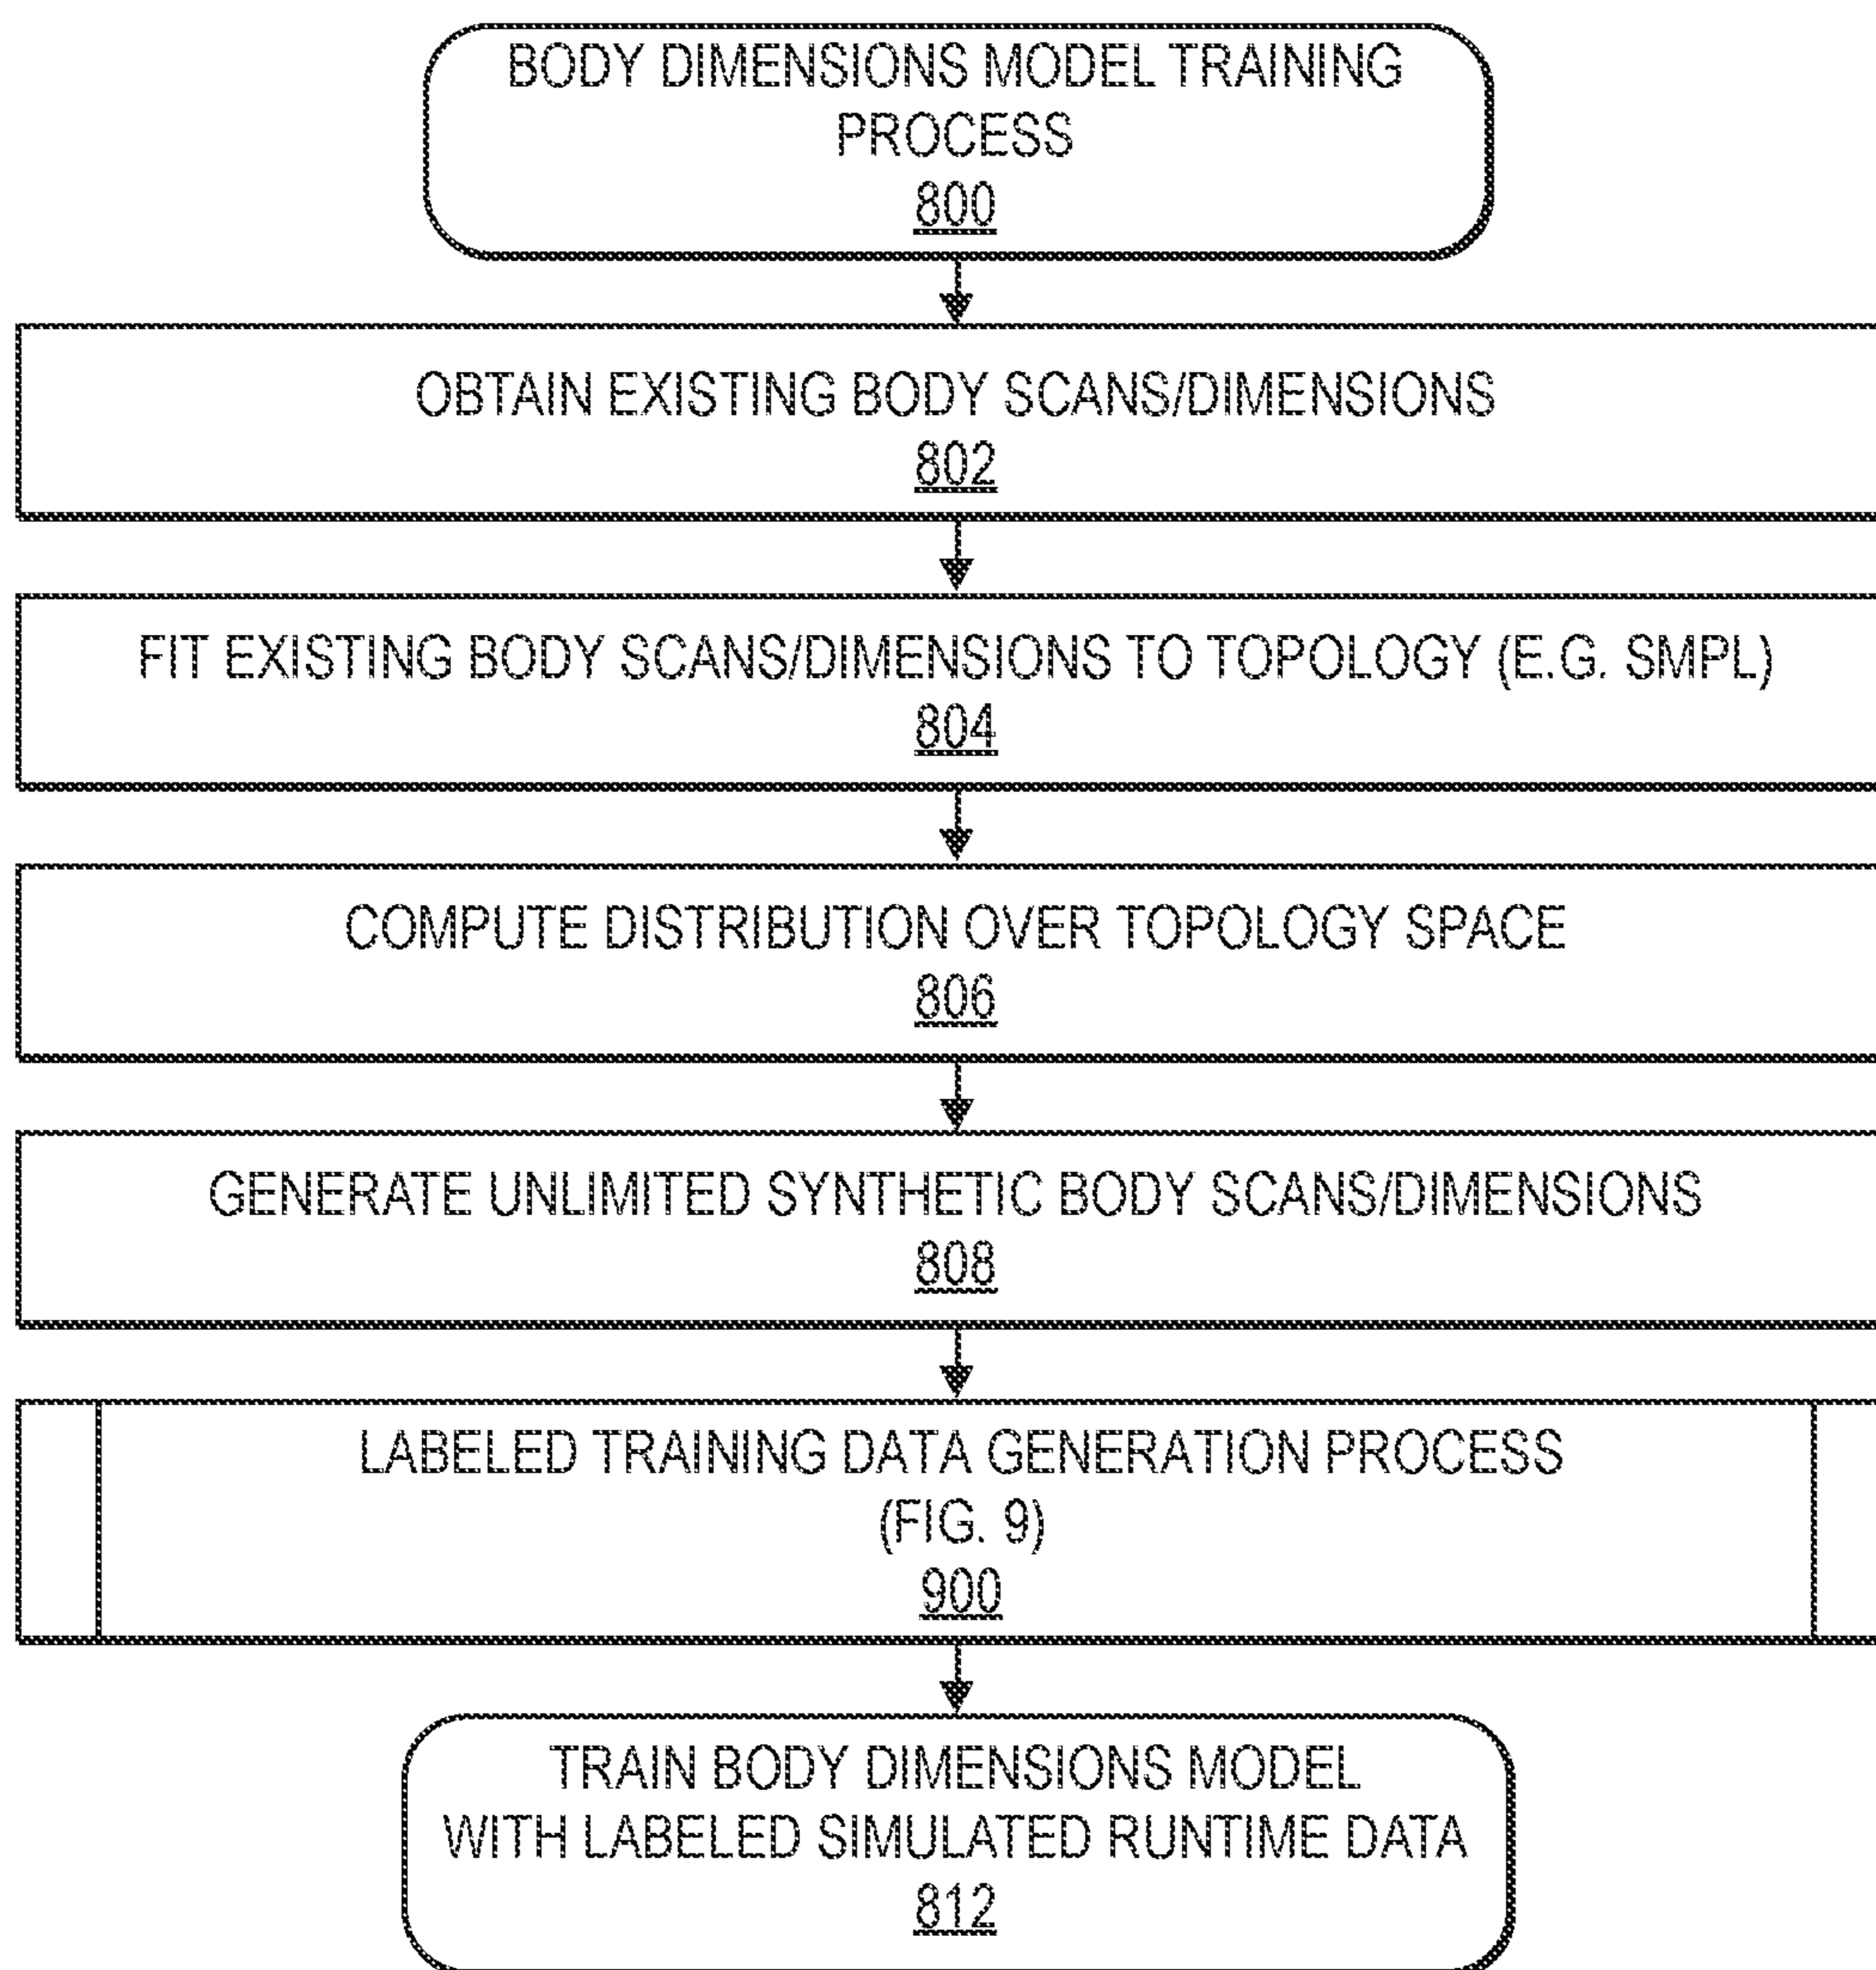 BODY DIMENSIONS MODEL TRAINING
PROCESS
800
OBTAIN EXISTING BODY SCANS/DIMENSIONS
802
FIT EXISTING BODY SCANS/DIMENSIONS TO TOPOLOGY (E.G. SMPL)
804
COMPUTE DISTRIBUTION OVER TOPOLOGY SPACE
806
GENERATE UNLIMITED SYNTHETIC BODY SCANS/DIMENSIONS
808
LABELED TRAINING DATA GENERATION PROCESS
(FIG. 9)
900
TRAIN BODY DIMENSIONS MODEL
WITH LABELED SIMULATED RUNTIME DATA
812